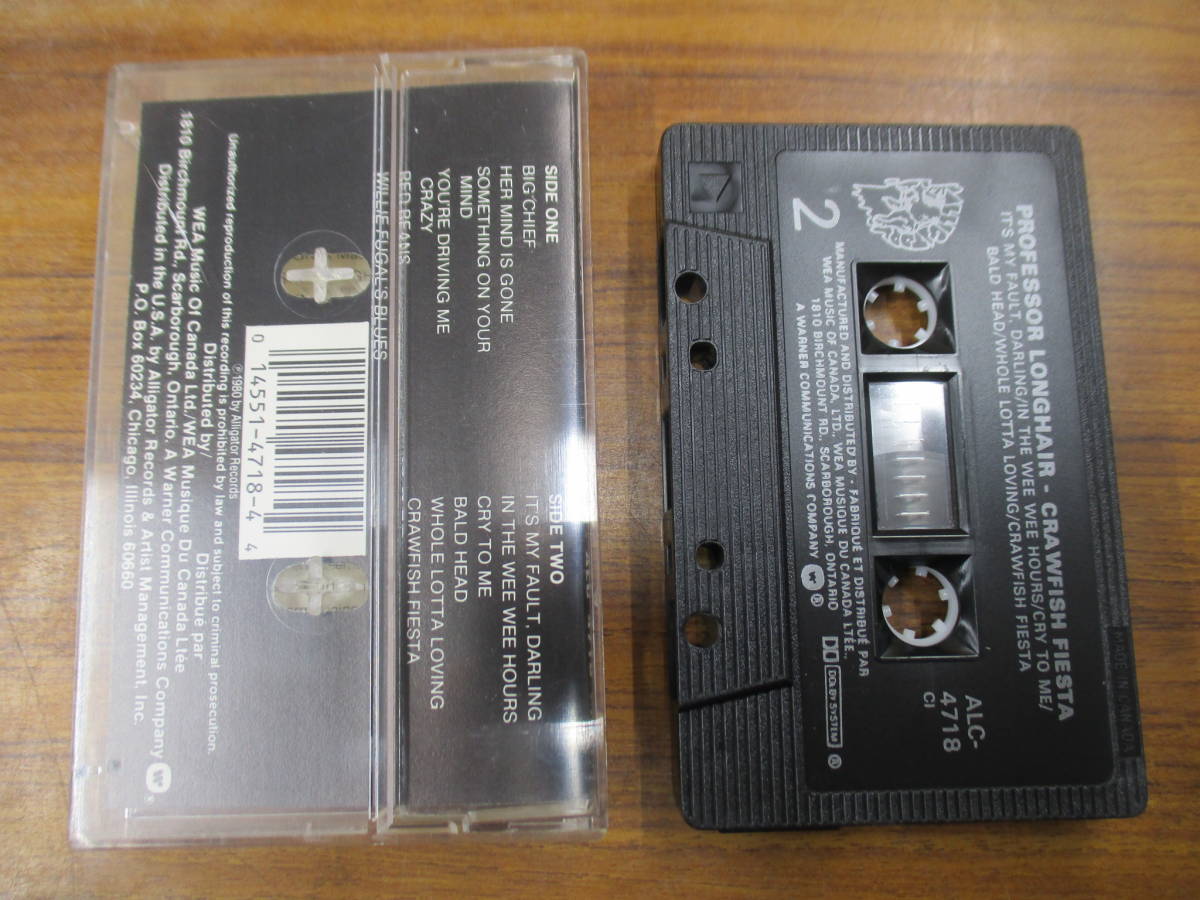 SIDE ONE
BIG CHIEF
HER MIND IS GONE
SOMETHING ON YOUR
MIND
YOU'RE DRIVING ME
CRAZY
RED BEANS
WILLIE FUGAL'S BLUES
SIDE TWO
IT'S MY FAULT, DARLING
IN THE WEE WEE HOURS
CRY TO ME
BALD HEAD
WHOLE LOTTA LOVING
CRAWFISH FIESTA
0 14551-4718-4 4
℗1980 by Alligator Records
Unauthorized reproduction of this recording is prohibited by law and subject to criminal prosecution.
Distributed by/ Distribué par
WEA Music Of Canada Ltd./WEA Musique Du Canada Ltée
1810 Birchmount Rd., Scarborough, Ontario. A Warner Communications Company
Distributed in the U.S.A. by Alligator Records & Artist Management, Inc.
P.O. Box 60234, Chicago, Illinois 60660
MADE IN CANADA
PROFESSOR LONGHAIR - CRAWFISH FIESTA
IT'S MY FAULT, DARLING/IN THE WEE WEE HOURS/CRY TO ME/
BALD HEAD/WHOLE LOTTA LOVING/CRAWFISH FIESTA
ALC-
4718
CI
2
MANUFACTURED AND DISTRIBUTED BY - FABRIQUÉ ET DISTRIBUÉ PAR
WEA MUSIC OF CANADA, LTD., WEA MUSIQUE DU CANADA LTÉE.,
1810 BIRCHMOUNT RD., SCARBOROUGH, ONTARIO
A WARNER COMMUNICATIONS COMPANY
DOLBY SYSTEM